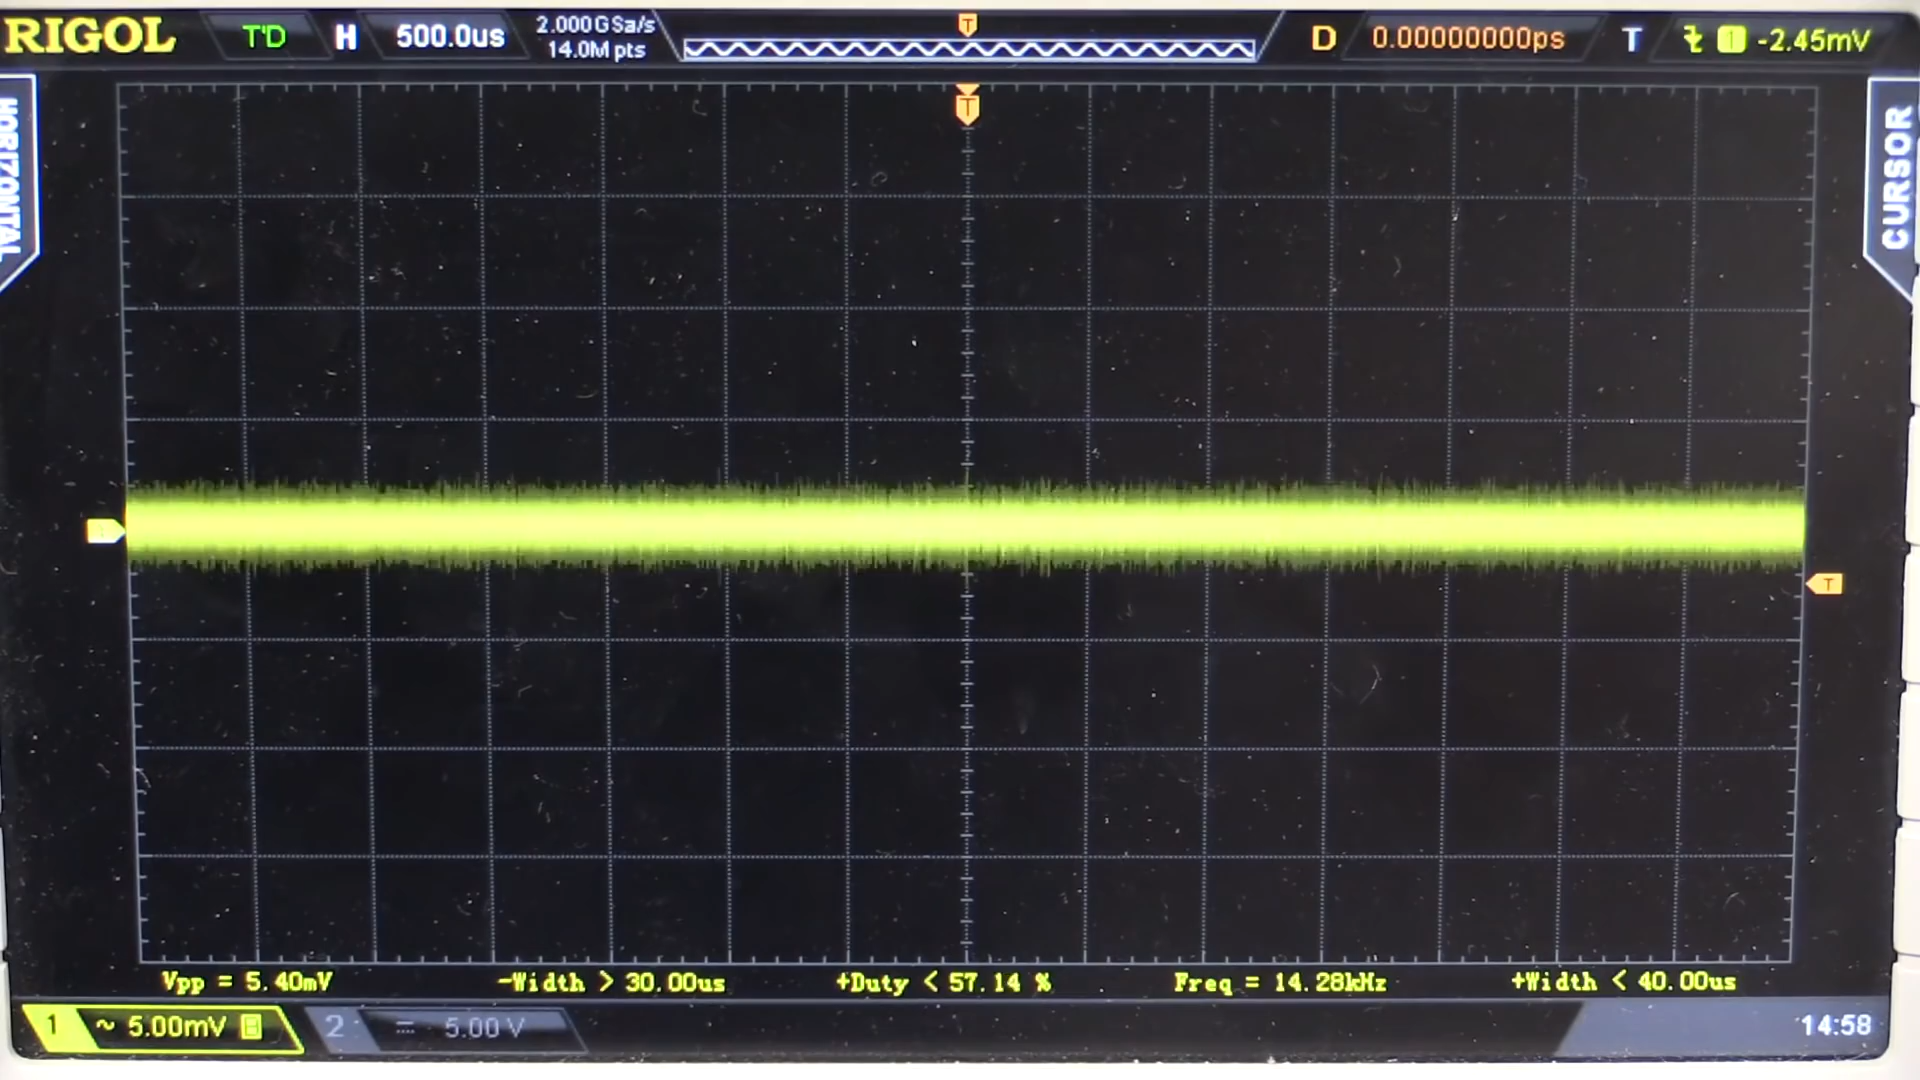 RIGOL T'D H 500.0us 2.000GSa/s 14.0M pts T D 0.00000000ps T 1 -2.45mV
HORIZONTAL
CURSOR
T
T
Vpp = 5.40mV -Width > 30.00us +Duty < 57.14 % Freq = 14.28kHz +Width < 40.00us
1 ~ 5.00mV B 2 = 5.00 V 14:58